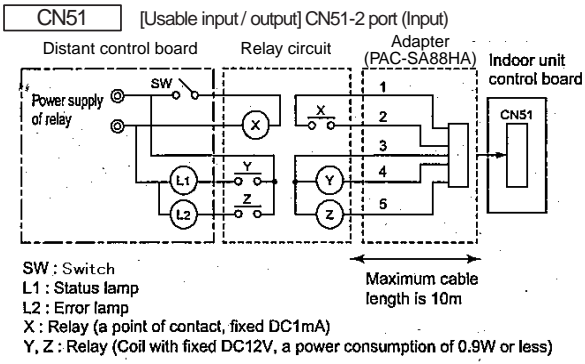 CN51 [Usable input / output] CN51-2 port (Input)
Distant control board Relay circuit Adapter
(PAC-SA88HA) Indoor unit
control board
Power supply
of relay
SW
X
X
1
2
3
4
5
CN51
L1
Y
Y
L2
Z
Z
SW : Switch
L1 : Status lamp
L2 : Error lamp
X : Relay (a point of contact, fixed DC1mA)
Y, Z : Relay (Coil with fixed DC12V, a power consumption of 0.9W or less)
Maximum cable
length is 10m